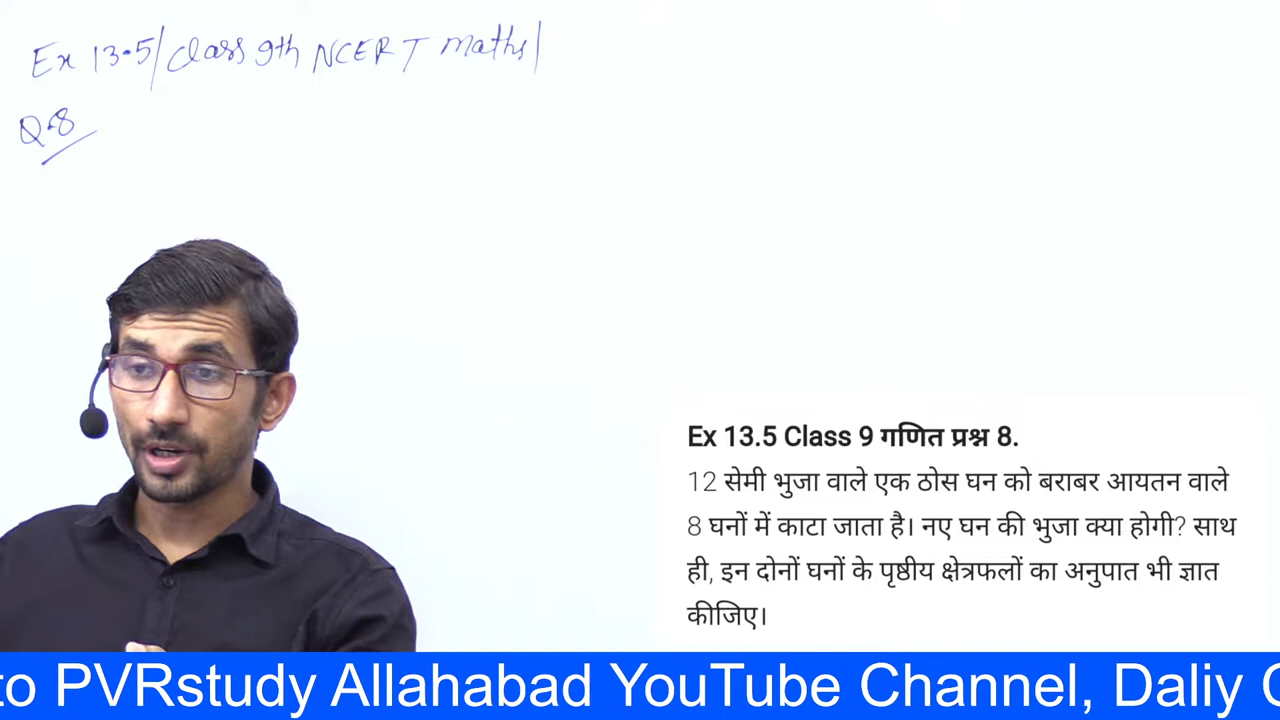 Ex 13.5/Class 9th NCERT Maths/
Q.8
Ex 13.5 Class 9 गणित प्रश्न 8.
12 सेमी भुजा वाले एक ठोस घन को बराबर आयतन वाले
8 घनों में काटा जाता है। नए घन की भुजा क्या होगी? साथ
ही, इन दोनों घनों के पृष्ठीय क्षेत्रफलों का अनुपात भी ज्ञात
कीजिए।
to PVRstudy Allahabad YouTube Channel, Daliy C